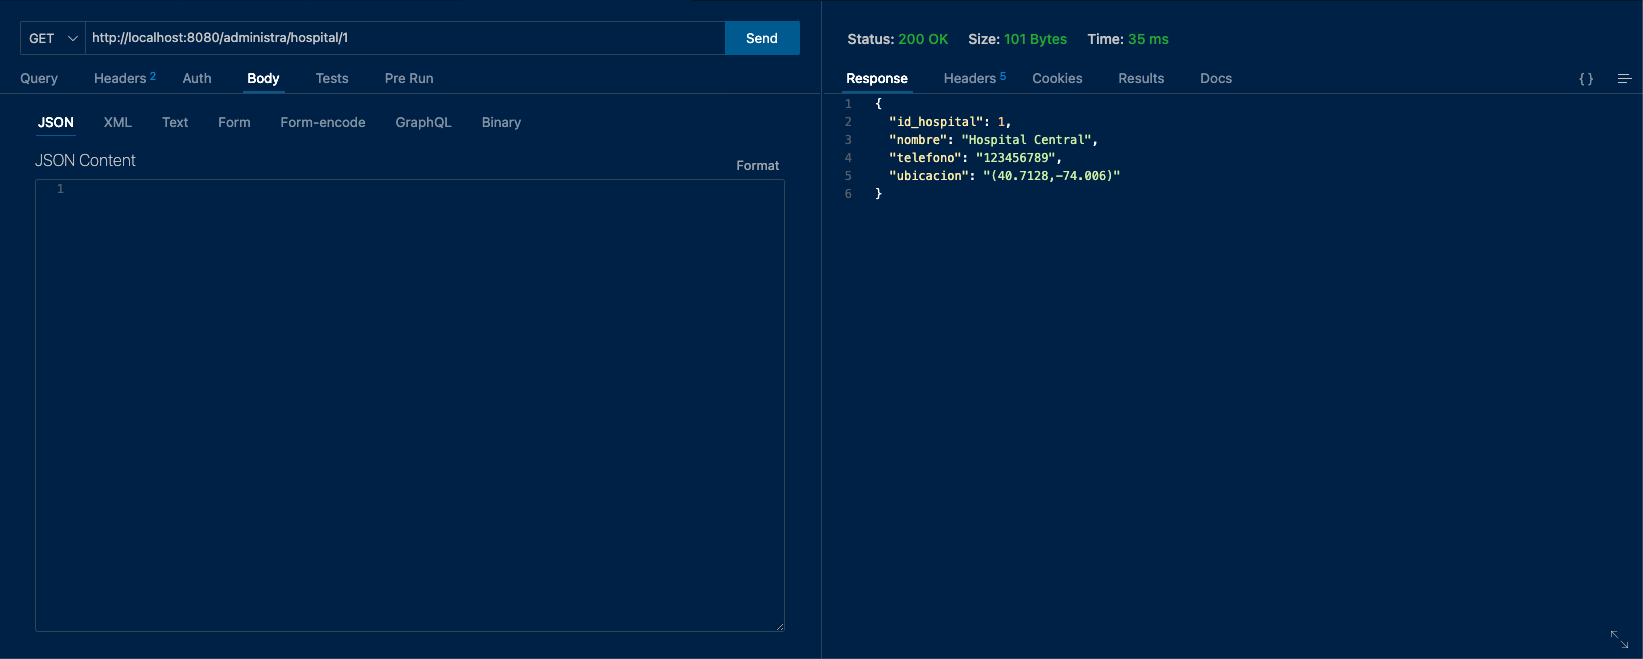 GET http://localhost:8080/administra/hospital/1 Send
Query Headers 2 Auth Body Tests Pre Run
JSON XML Text Form Form-encode GraphQL Binary
JSON Content
Format
1
Status: 200 OK Size: 101 Bytes Time: 35 ms
Response Headers 5 Cookies Results Docs { }
1 {
2 "id_hospital": 1,
3 "nombre": "Hospital Central",
4 "telefono": "123456789",
5 "ubicacion": "(40.7128,-74.006)"
6 }